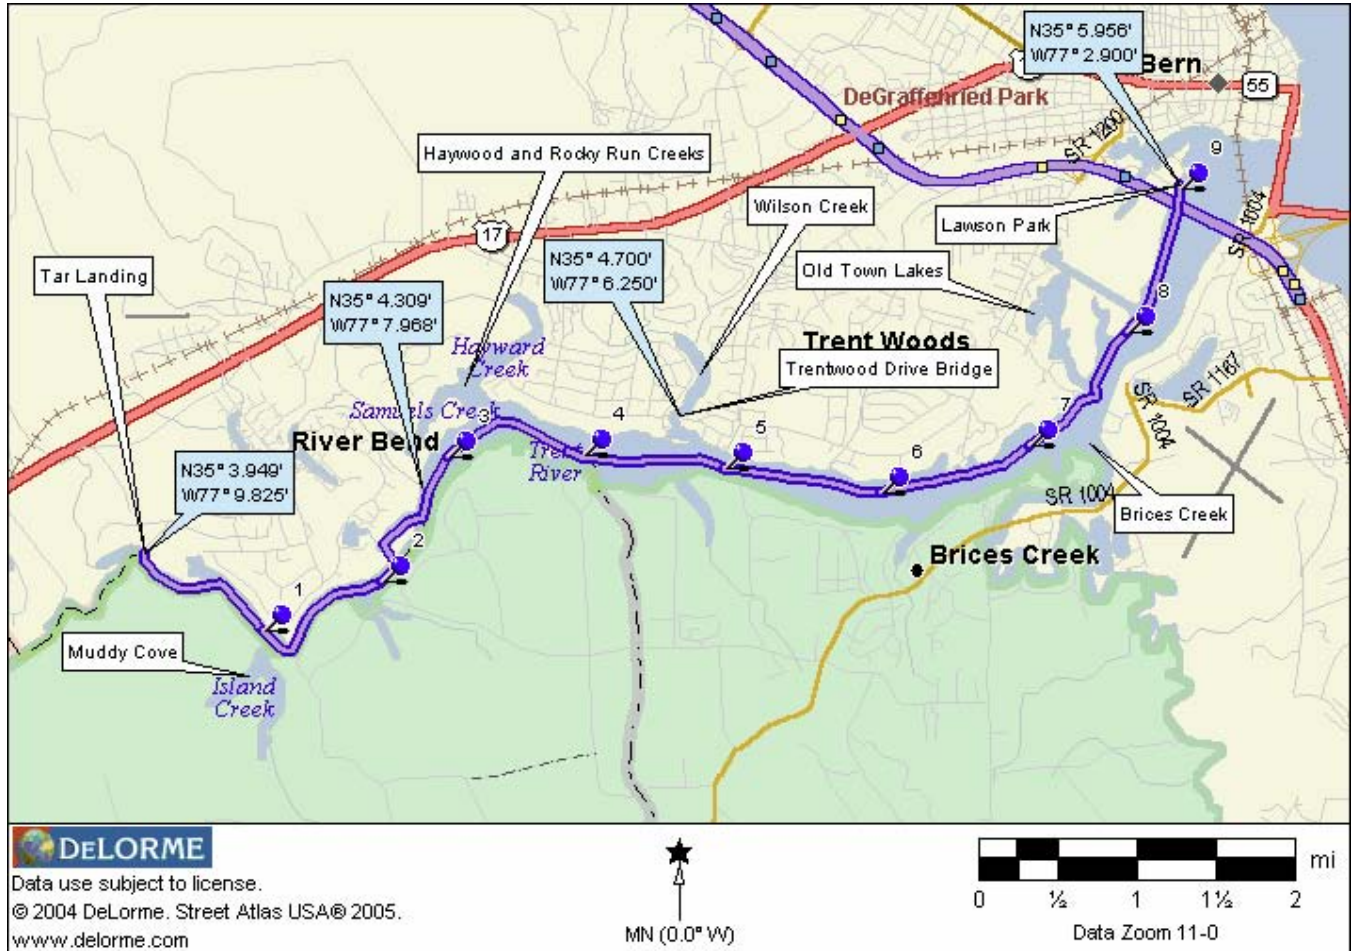 N35° 5.956'
W77° 2.900'
Bern
55
DeGraffenried Park
SR 1200
9
Haywood and Rocky Run Creeks
Wilson Creek
Lawson Park
SR 1004
17
Tar Landing
N35° 4.700'
W77° 6.250'
Old Town Lakes
N35° 4.309'
W77° 7.968'
8
Trent Woods
Hayward
Creek
Trentwood Drive Bridge
SR 1167
Samuels Creek
3
4
7
SR 1004
River Bend
Trent
River
5
6
N35° 3.949'
W77° 9.825'
SR 1004
Brices Creek
2
Brices Creek
1
Muddy Cove
Island
Creek
DELORME
Data use subject to license.
© 2004 DeLorme. Street Atlas USA® 2005.
www.delorme.com
MN (0.0° W)
mi
0 ½ 1 1½ 2
Data Zoom 11-0